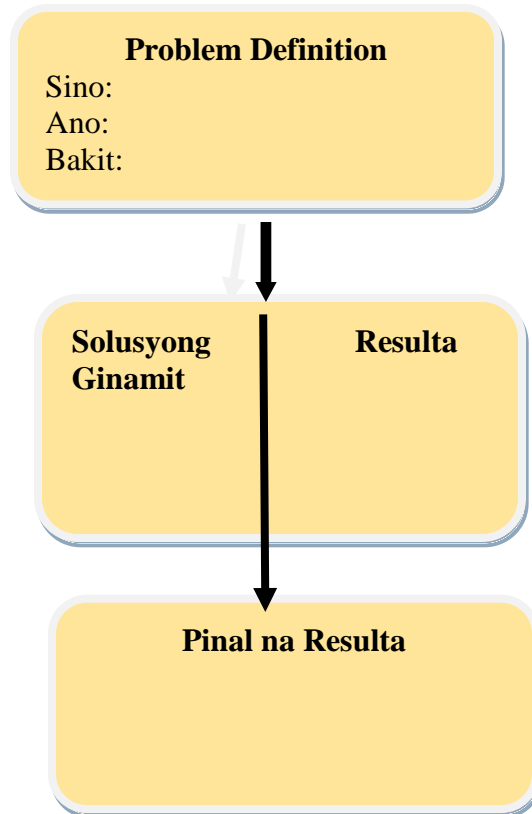 Problem Definition
Sino:
Ano:
Bakit:
Solusyong
Ginamit
Resulta
Pinal na Resulta